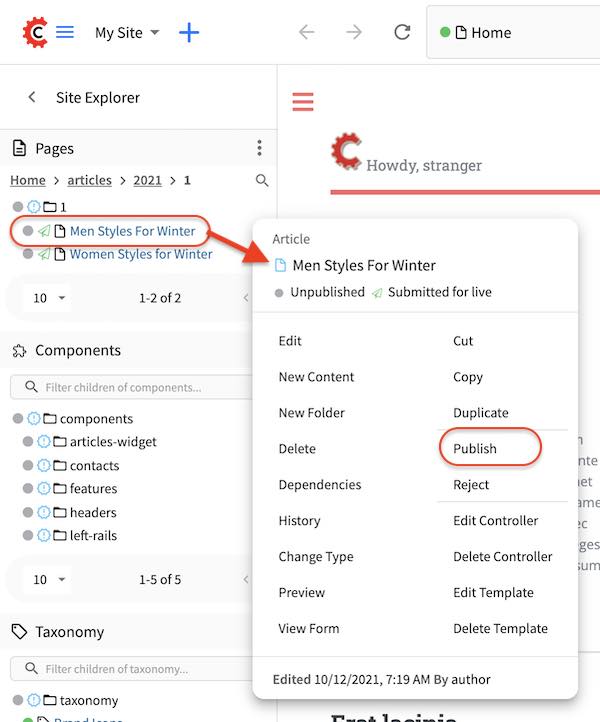 My Site
Home
Site Explorer
Pages
Home > articles > 2021 > 1
1
Men Styles For Winter
Women Styles for Winter
10
1-2 of 2
Components
Filter children of components...
components
articles-widget
contacts
features
headers
left-rails
10
1-5 of 5
Taxonomy
Filter children of taxonomy...
taxonomy
Howdy, stranger
Article
Men Styles For Winter
Unpublished Submitted for live
Edit
New Content
New Folder
Delete
Dependencies
History
Change Type
Preview
View Form
Cut
Copy
Duplicate
Publish
Reject
Edit Controller
Delete Controller
Edit Template
Delete Template
Edited 10/12/2021, 7:19 AM By author